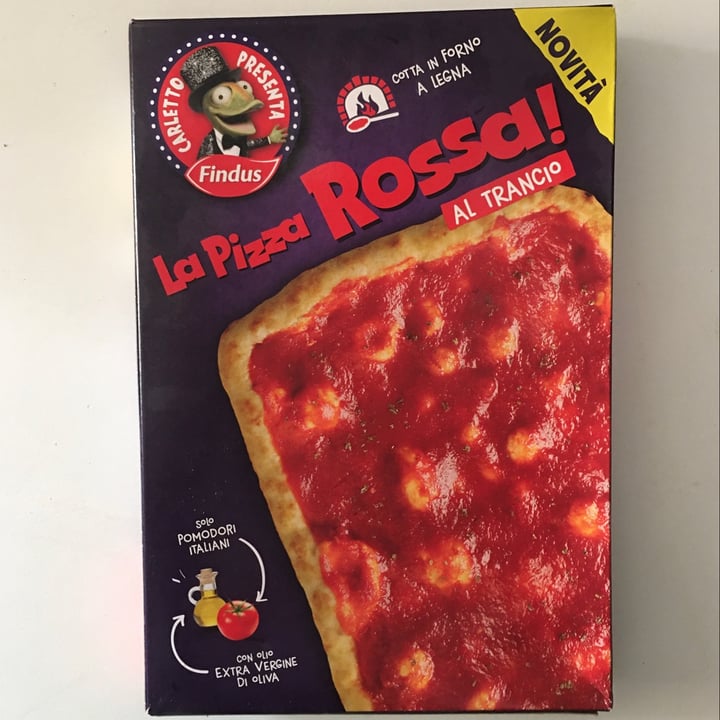 CARLETTO PRESENTA
Findus
COTTA IN FORNO
A LEGNA
NOVITÀ
La Pizza Rossa!
AL TRANCIO
SOLO
POMODORI
ITALIANI
CON OLIO
EXTRA VERGINE
DI OLIVA